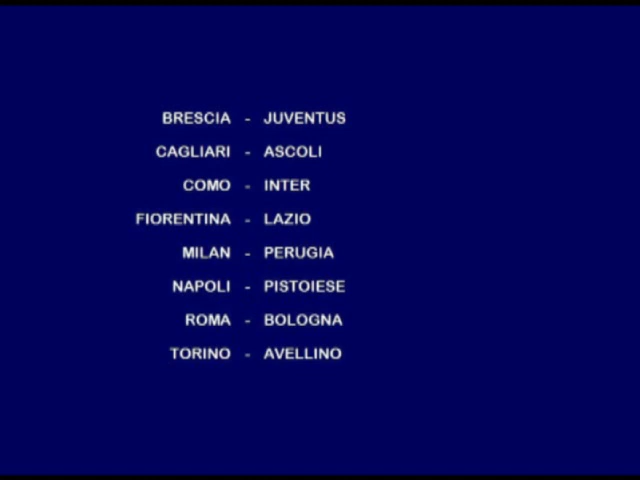 BRESCIA - JUVENTUS
CAGLIARI - ASCOLI
COMO - INTER
FIORENTINA - LAZIO
MILAN - PERUGIA
NAPOLI - PISTOIESE
ROMA - BOLOGNA
TORINO - AVELLINO